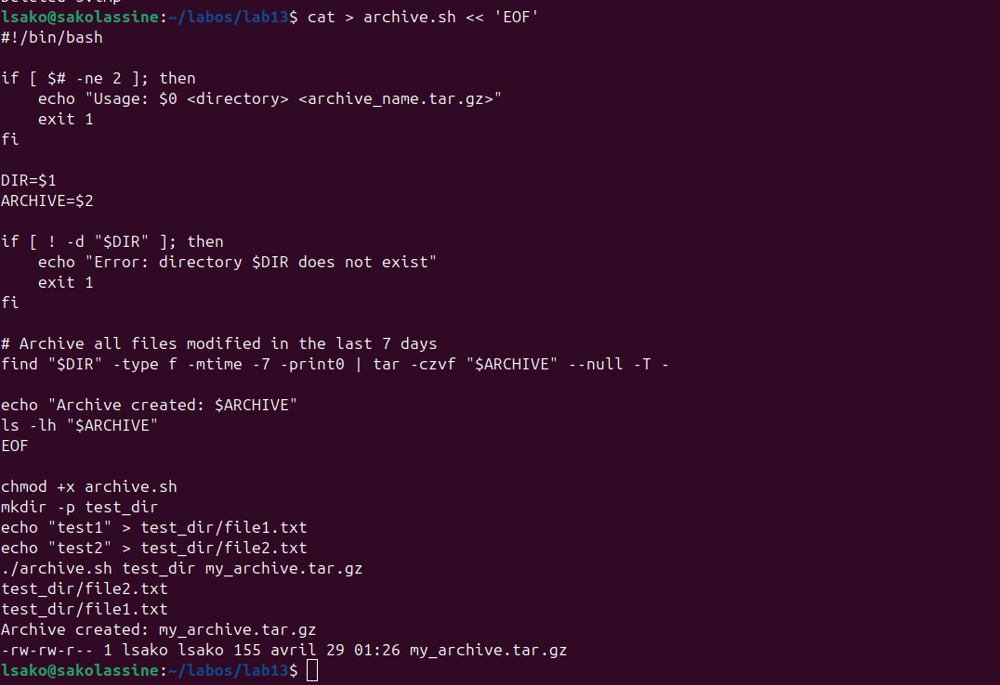 Deleted 3.tmp
lsako@sakolassine:~/labos/lab13$ cat > archive.sh << 'EOF'
#!/bin/bash

if [ $# -ne 2 ]; then
    echo "Usage: $0 <directory> <archive_name.tar.gz>"
    exit 1
fi

DIR=$1
ARCHIVE=$2

if [ ! -d "$DIR" ]; then
    echo "Error: directory $DIR does not exist"
    exit 1
fi

# Archive all files modified in the last 7 days
find "$DIR" -type f -mtime -7 -print0 | tar -czvf "$ARCHIVE" --null -T -

echo "Archive created: $ARCHIVE"
ls -lh "$ARCHIVE"
EOF

chmod +x archive.sh
mkdir -p test_dir
echo "test1" > test_dir/file1.txt
echo "test2" > test_dir/file2.txt
./archive.sh test_dir my_archive.tar.gz
test_dir/file2.txt
test_dir/file1.txt
Archive created: my_archive.tar.gz
-rw-rw-r-- 1 lsako lsako 155 avril 29 01:26 my_archive.tar.gz
lsako@sakolassine:~/labos/lab13$